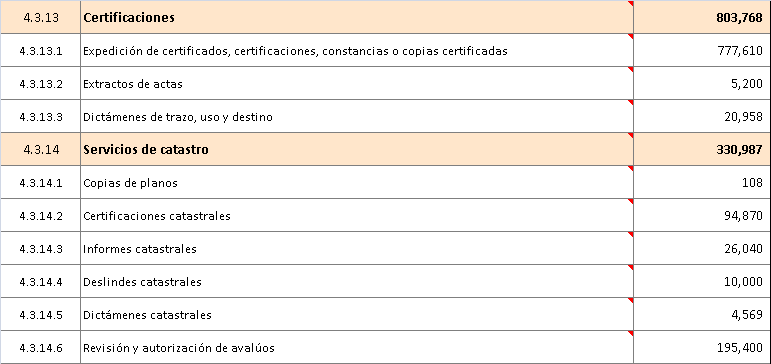 4.3.13 Certificaciones 803,768
4.3.13.1 Expedición de certificados, certificaciones, constancias o copias certificadas 777,610
4.3.13.2 Extractos de actas 5,200
4.3.13.3 Dictámenes de trazo, uso y destino 20,958
4.3.14 Servicios de catastro 330,987
4.3.14.1 Copias de planos 108
4.3.14.2 Certificaciones catastrales 94,870
4.3.14.3 Informes catastrales 26,040
4.3.14.4 Deslindes catastrales 10,000
4.3.14.5 Dictámenes catastrales 4,569
4.3.14.6 Revisión y autorización de avalúos 195,400